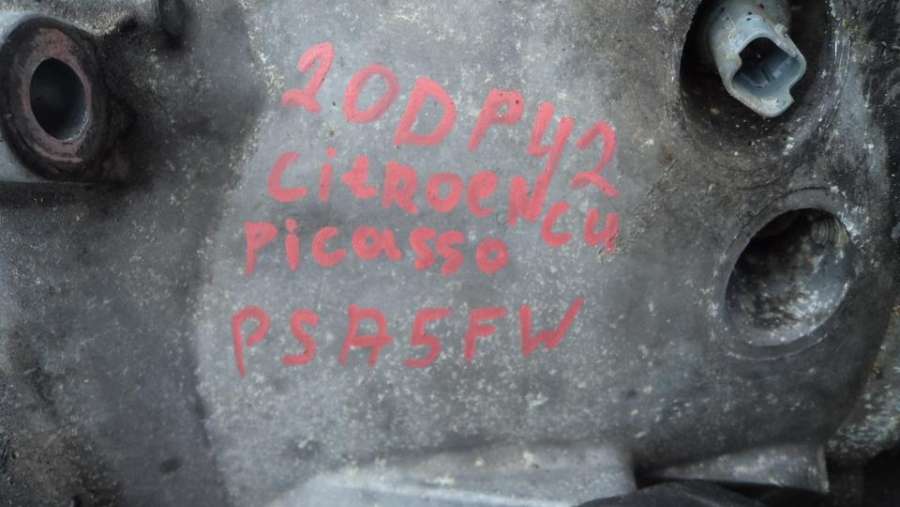 20DP42
CitROeN C4
Picasso
PSA5FW